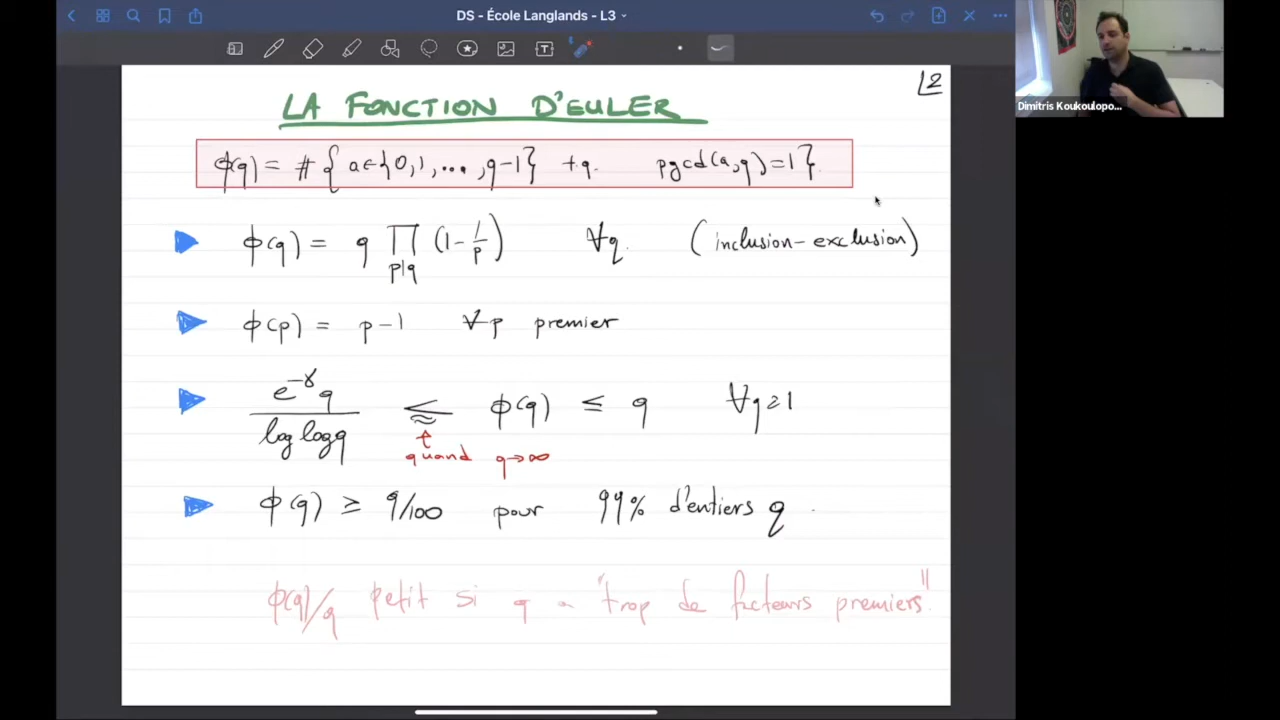 DS - École Langlands - L3
L2
LA FONCTION D'EULER
φ(q) = #{a∈{0,1,...,q-1} tq. pgcd(a,q)=1}.
φ(q) = q ∏ (1 - 1/p) ∀q. (inclusion-exclusion)
p|q
φ(p) = p-1 ∀p premier
e^{-γ} q / log log q ≲ φ(q) ≤ q ∀q≥1
quand q→∞
φ(q) ≥ q/100 pour 99% d'entiers q.
φ(q)/q petit si q a "trop de facteurs premiers".
Dimitris Koukoulopo...